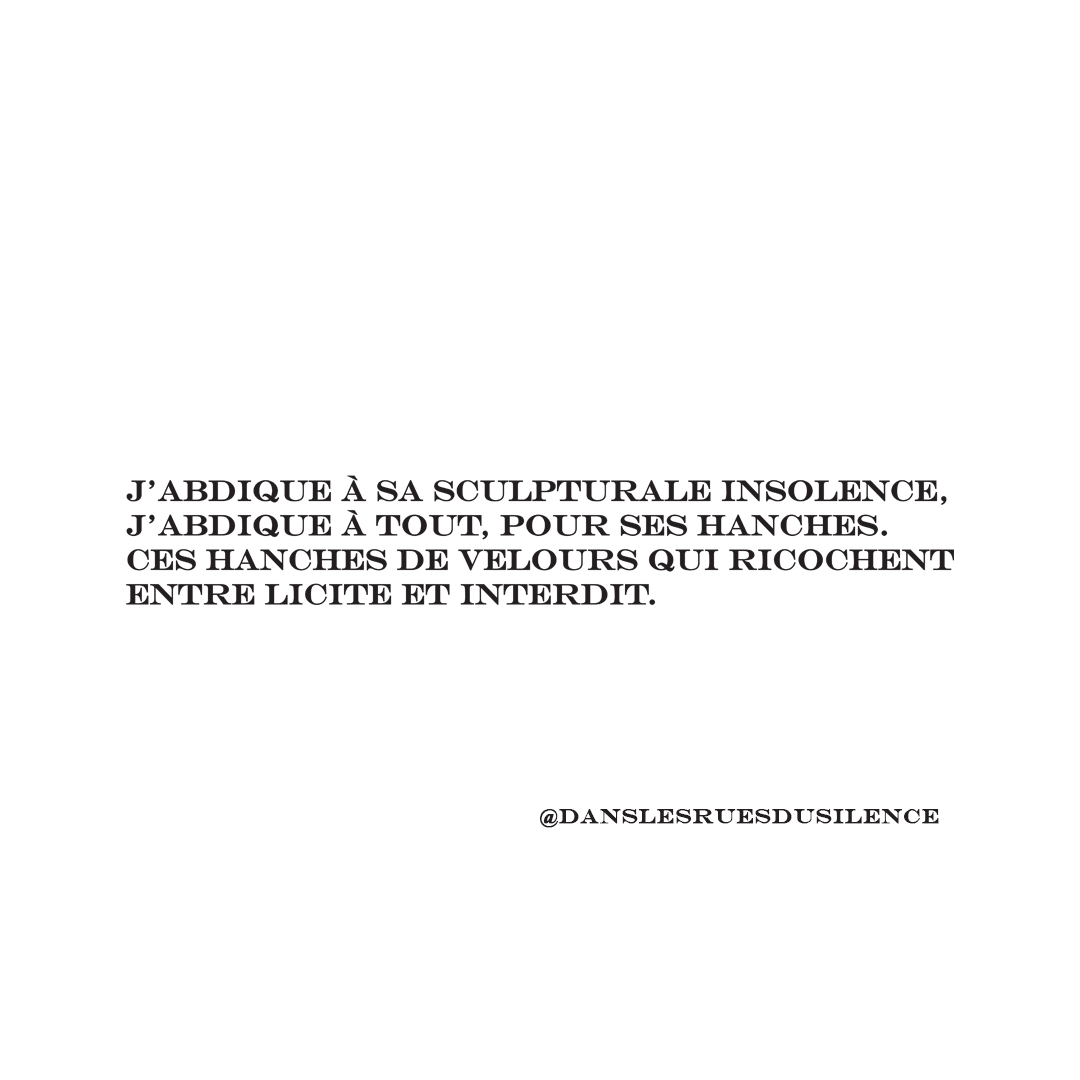 J'ABDIQUE À SA SCULPTURALE INSOLENCE,
J'ABDIQUE À TOUT, POUR SES HANCHES.
CES HANCHES DE VELOURS QUI RICOCHENT
ENTRE LICITE ET INTERDIT.
@DANSLESRUESDUSILENCE